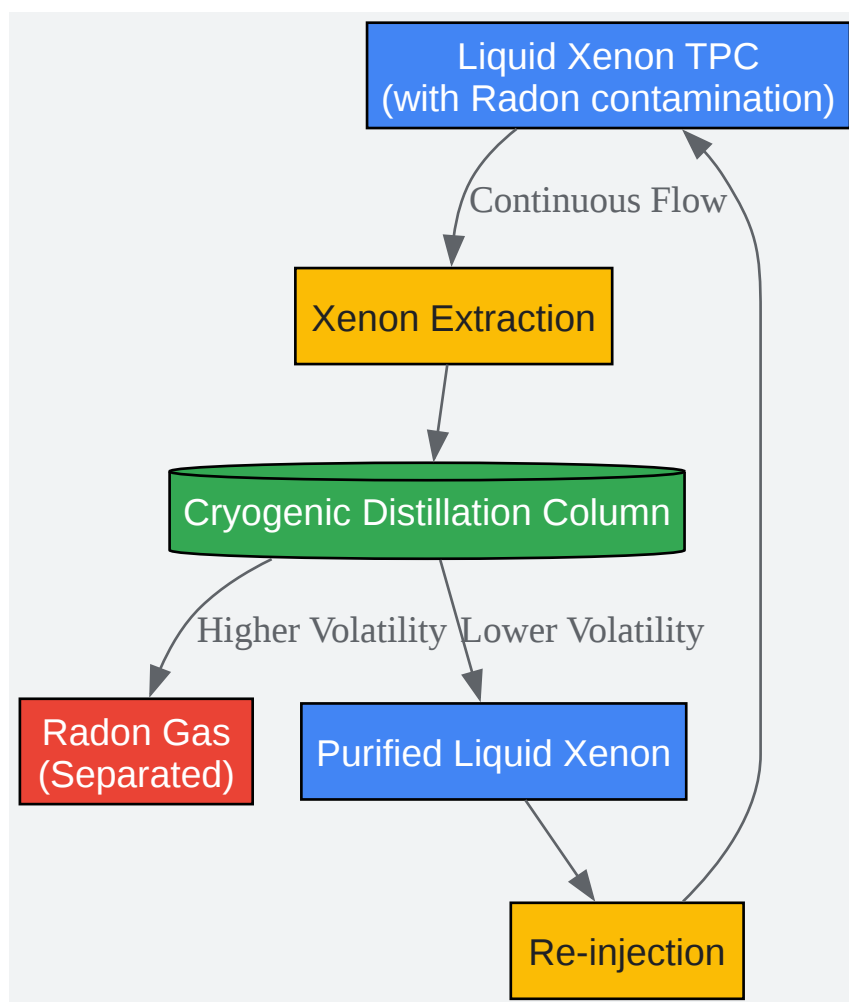 Liquid Xenon TPC
(with Radon contamination)
Continuous Flow
Xenon Extraction
Cryogenic Distillation Column
Higher Volatility
Lower Volatility
Radon Gas
(Separated)
Purified Liquid Xenon
Re-injection